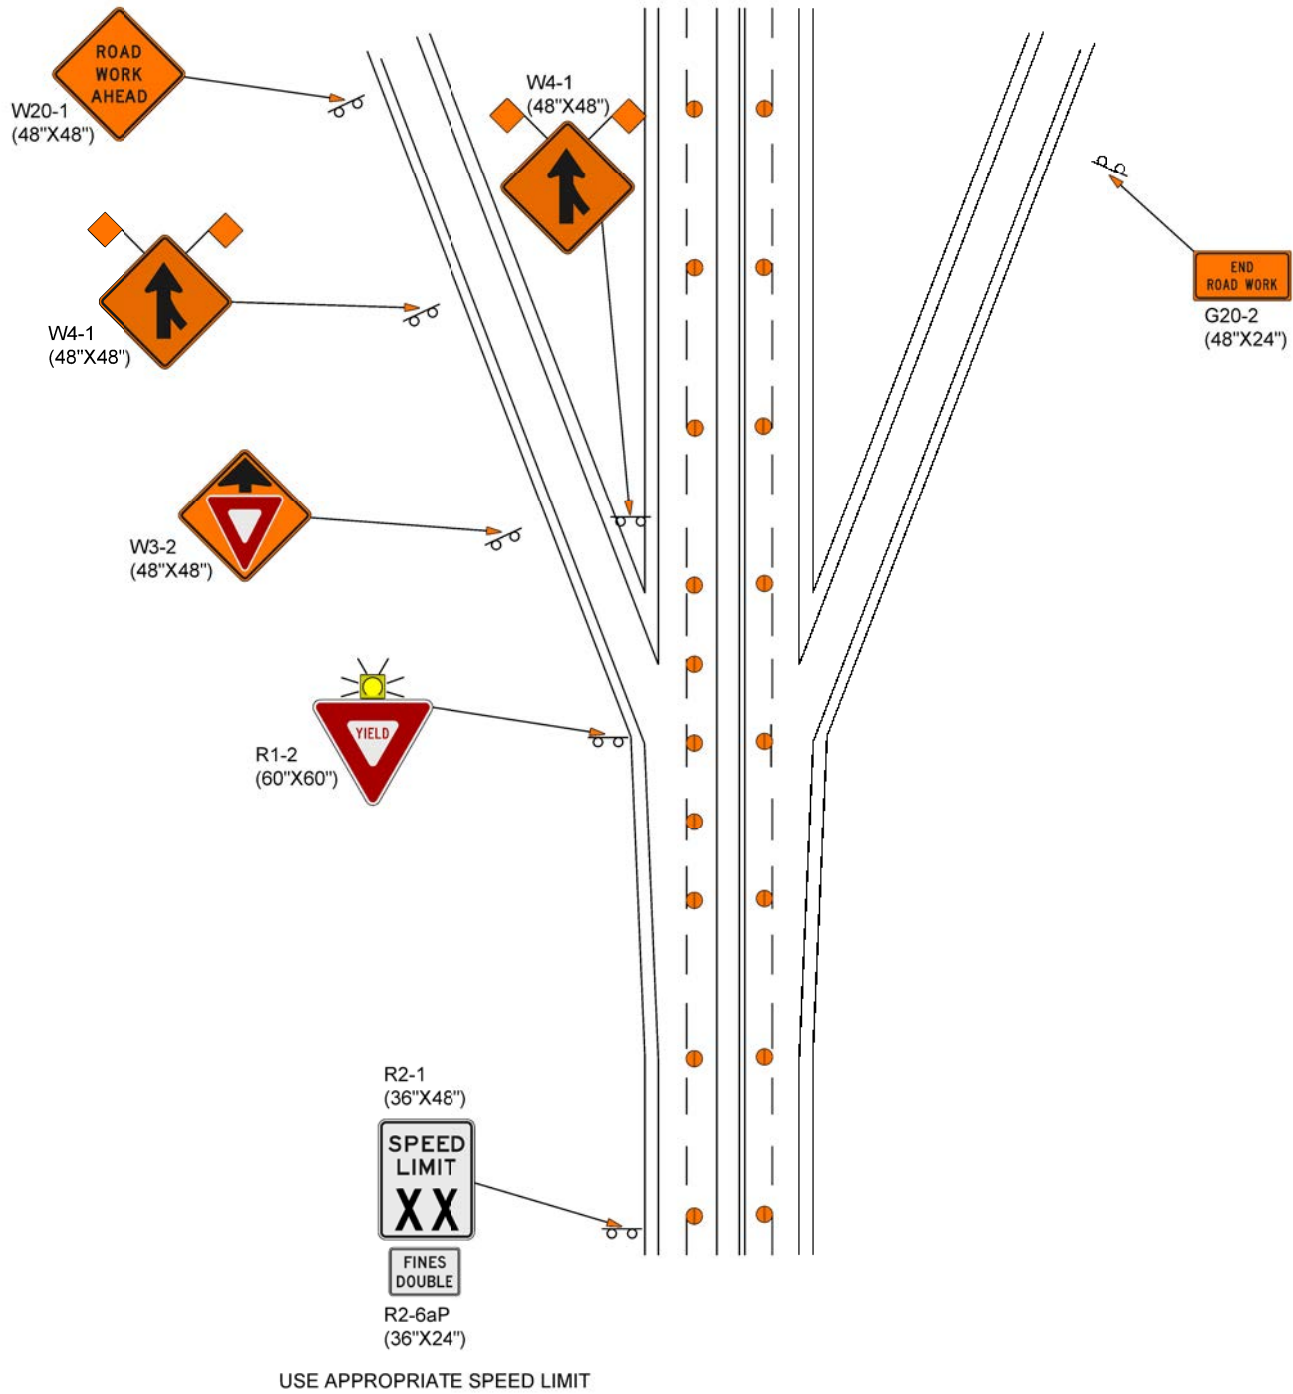 ROAD
WORK
AHEAD
W20-1
(48"X48")
W4-1
(48"X48")
W4-1
(48"X48")
END
ROAD WORK
G20-2
(48"X24")
W3-2
(48"X48")
YIELD
R1-2
(60"X60")
R2-1
(36"X48")
SPEED
LIMIT
XX
FINES
DOUBLE
R2-6aP
(36"X24")
USE APPROPRIATE SPEED LIMIT